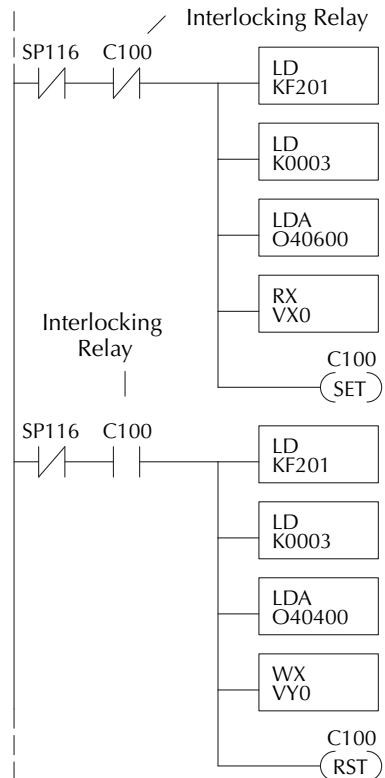 Interlocking Relay
SP116 C100
LD
KF201
LD
K0003
LDA
O40600
RX
VX0
C100
SET
Interlocking
Relay
SP116 C100
LD
KF201
LD
K0003
LDA
O40400
WX
VY0
C100
RST